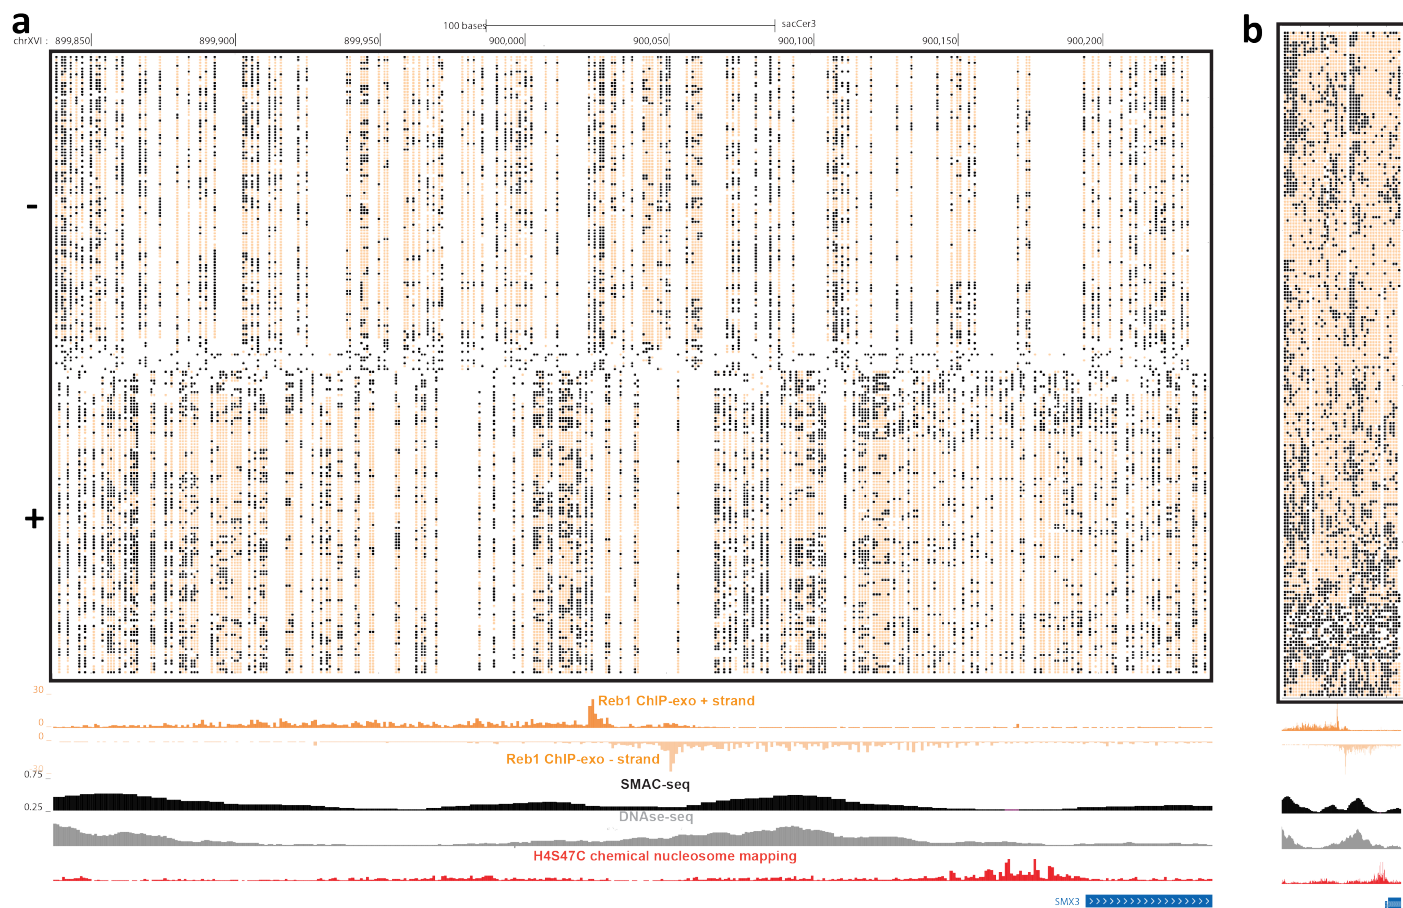 a
b
100 bases
sacCer3
chrXVI :
899,850
899,900
899,950
900,000
900,050
900,100
900,150
900,200
-
+
30
Reb1 ChIP-exo + strand
0
0
Reb1 ChIP-exo - strand
-30
0.75
SMAC-seq
0.25
DNAse-seq
H4S47C chemical nucleosome mapping
SMX3